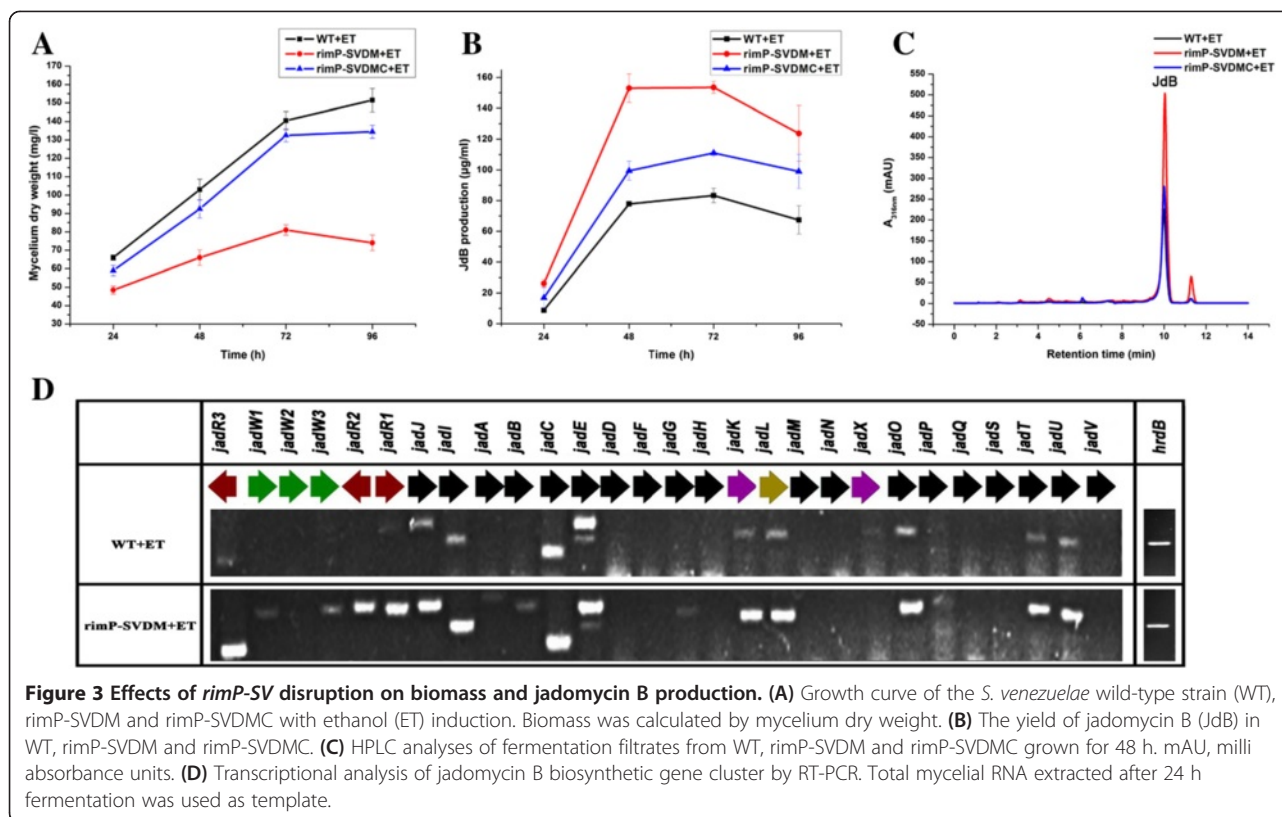 A
WT+ET
rimP-SVDM+ET
rimP-SVDMC+ET
Mycelium dry weight (mg/l)
170
160
150
140
130
120
110
100
90
80
70
60
50
40
30
24
48
72
96
Time (h)
B
WT+ET
rimP-SVDM+ET
rimP-SVDMC+ET
JdB production (µg/ml)
160
140
120
100
80
60
40
20
0
24
48
72
96
Time (h)
C
WT+ET
rimP-SVDM+ET
rimP-SVDMC+ET
JdB
A316nm (mAU)
550
500
450
400
350
300
250
200
150
100
50
0
-50
0
2
4
6
8
10
12
14
Retention time (min)
D
jadR3
jadW1
jadW2
jadW3
jadR2
jadR1
jadJ
jadI
jadA
jadB
jadC
jadE
jadD
jadF
jadG
jadH
jadK
jadL
jadM
jadN
jadX
jadO
jadP
jadQ
jadS
jadT
jadU
jadV
hrdB
WT+ET
rimP-SVDM+ET
Figure 3 Effects of rimP-SV disruption on biomass and jadomycin B production. (A) Growth curve of the S. venezuelae wild-type strain (WT),
rimP-SVDM and rimP-SVDMC with ethanol (ET) induction. Biomass was calculated by mycelium dry weight. (B) The yield of jadomycin B (JdB) in
WT, rimP-SVDM and rimP-SVDMC. (C) HPLC analyses of fermentation filtrates from WT, rimP-SVDM and rimP-SVDMC grown for 48 h. mAU, milli
absorbance units. (D) Transcriptional analysis of jadomycin B biosynthetic gene cluster by RT-PCR. Total mycelial RNA extracted after 24 h
fermentation was used as template.